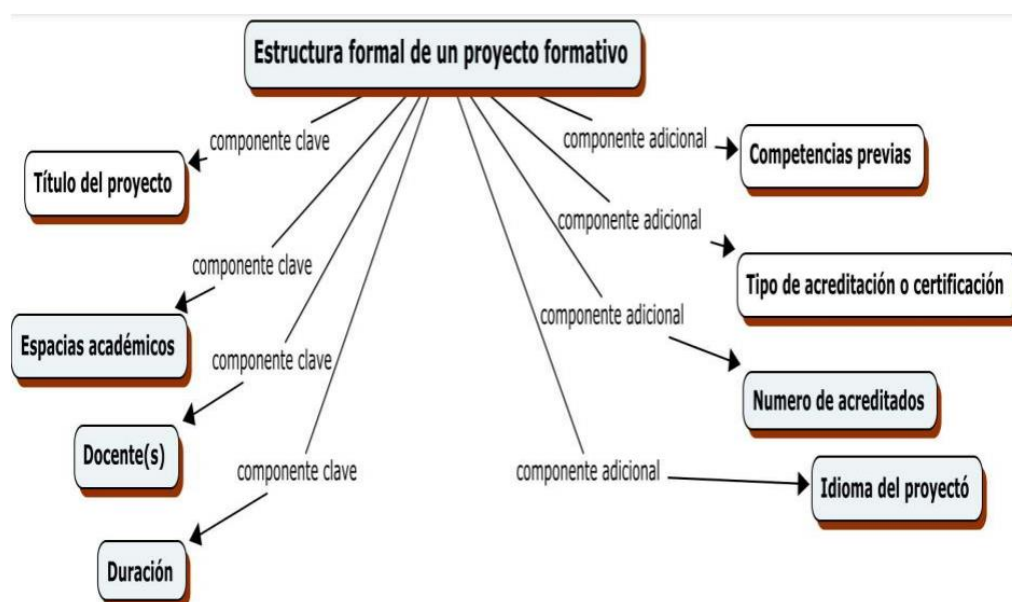 Estructura formal de un proyecto formativo
componente clave
Título del proyecto
componente clave
Espacias académicos
componente clave
Docente(s)
componente clave
Duración
componente adicional
Competencias previas
componente adicional
Tipo de acreditación o certificación
componente adicional
Numero de acreditados
componente adicional
Idioma del proyectó